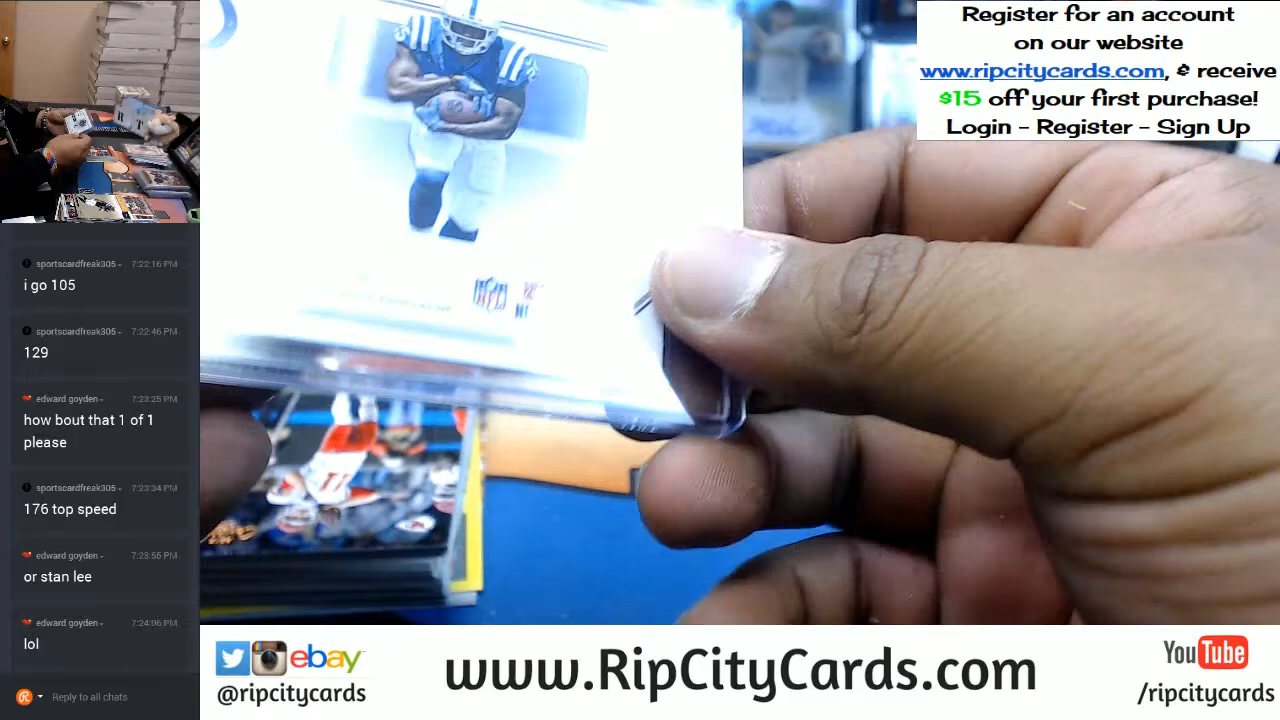 Register for an account
on our website
www.ripcitycards.com, & receive
$15 off your first purchase!
Login - Register - Sign Up
sportscardfreak305 7:22:16 PM
i go 105
sportscardfreak305 7:22:46 PM
129
edward goyden 7:23:25 PM
how bout that 1 of 1
please
sportscardfreak305 7:23:34 PM
176 top speed
edward goyden 7:23:55 PM
or stan lee
edward goyden 7:24:06 PM
lol
Reply to all chats
NFL
ebay
@ripcitycards
www.RipCityCards.com
YouTube
/ripcitycards